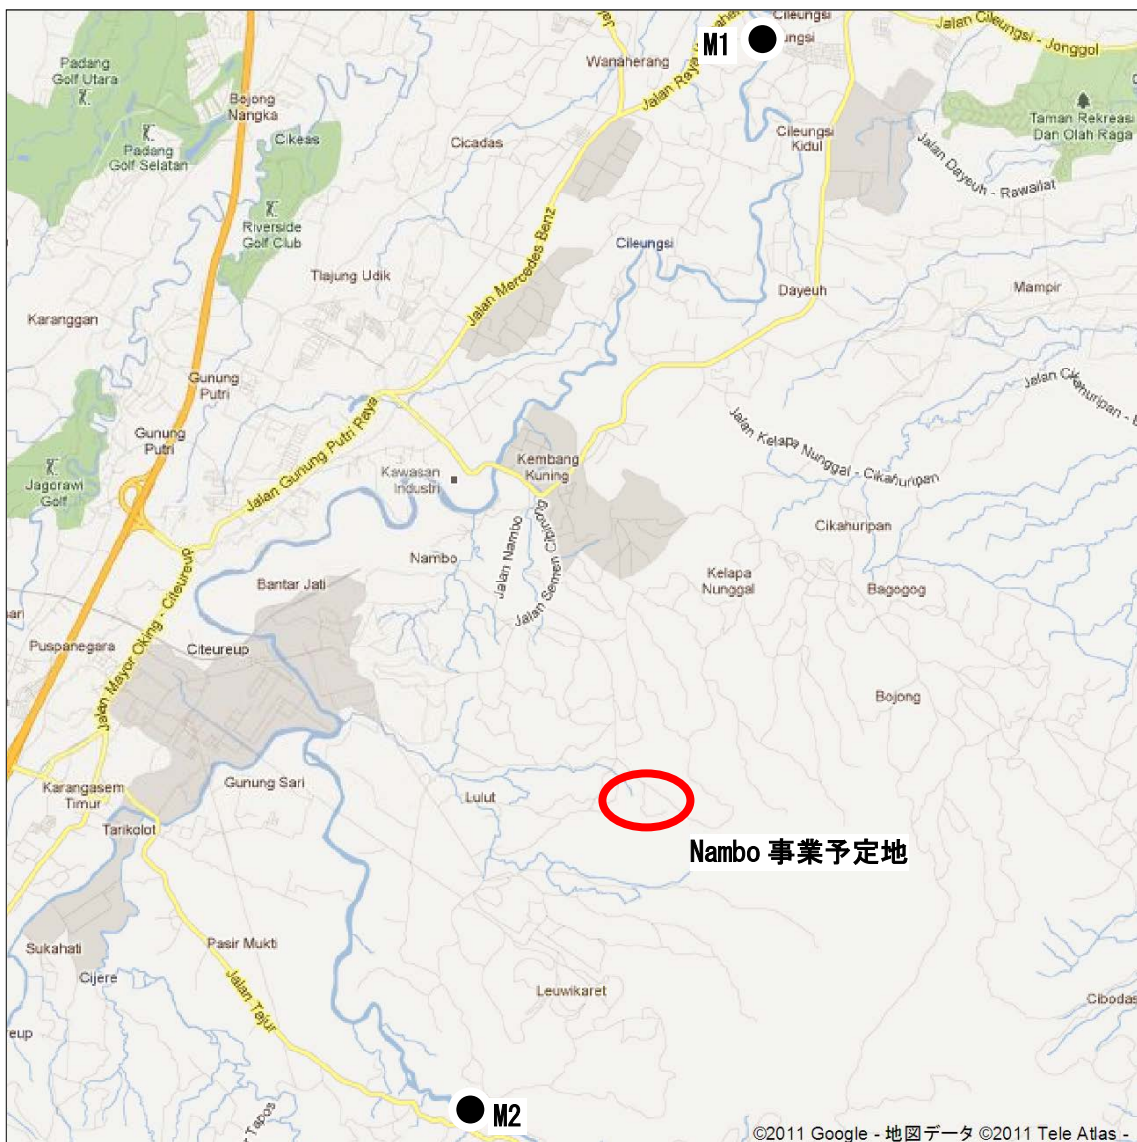 Cileungsi
M1
ungsi
Jalan Cileungsi - Jonggol
Wanaherang
Jalan Raya
Padang
Golf Utara
Bojong
Nangka
Cikeas
Cicadas
Cileungsi
Kidul
Taman Rekreasi
Dan Olah Raga
Padang
Golf Selatan
Jalan Dayeuh - Rawailat
Riverside
Golf Club
Jalan Mercedes Benz
Cileungsi
Tlajung Udik
Dayeuh
Mampir
Karanggan
Gunung
Putri
Jalan Gunung Putri Raya
Jalan Kelapa Nunggal - Cikahuripan
Gunung
Putri
Kembang
Kuning
Kawasan
Industri
Jagorawi
Golf
Cikahuripan
Jalan Nambo
Jalan Semen Cibinong
Nambo
Bantar Jati
Kelapa
Nunggal
Bagogog
Jalan Mayor Oking - Citeureup
Puspanegara
Citeureup
Bojong
Karangasem
Timur
Gunung Sari
Lulut
Tarikolot
Nambo 事業予定地
Sukahati
Pasir Mukti
Cijere
Jalan Tajur
Leuwikaret
Cibodas
reup
M2
Tapos
©2011 Google - 地図データ ©2011 Tele Atlas -